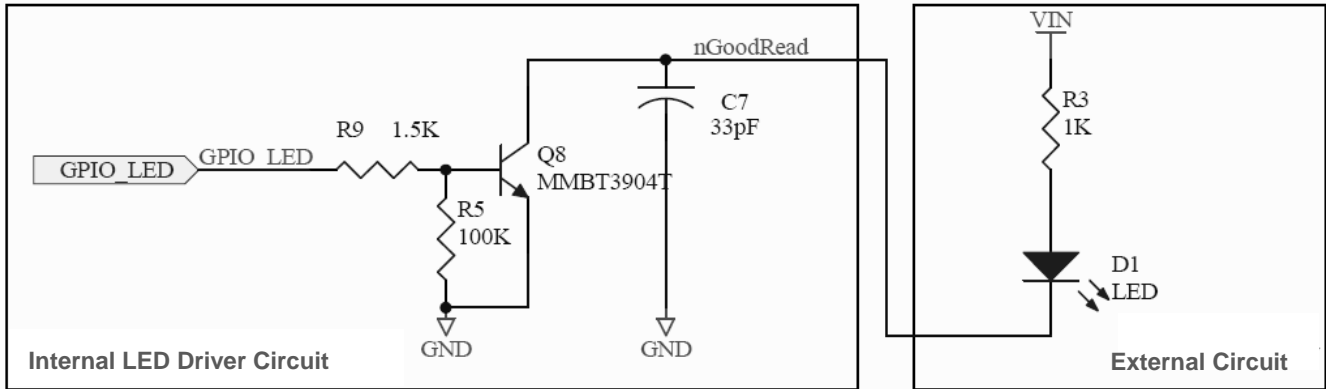 VIN
nGoodRead
R3
1K
C7
33pF
R9 1.5K
GPIO_LED
GPIO_LED
Q8
MMBT3904T
R5
100K
D1
LED
GND
GND
Internal LED Driver Circuit
External Circuit